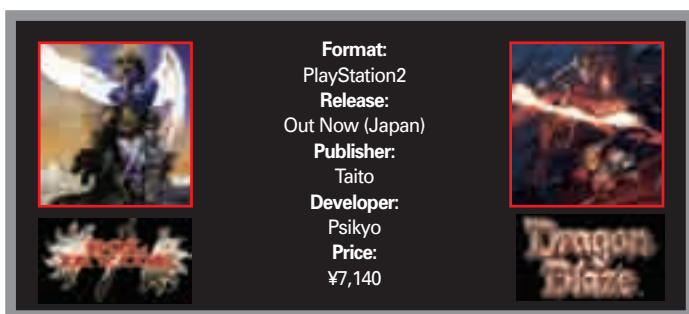 Format:
PlayStation2
Release:
Out Now (Japan)
Publisher:
Taito
Developer:
Psikyo
Price:
¥7,140
Dragon
Blaze